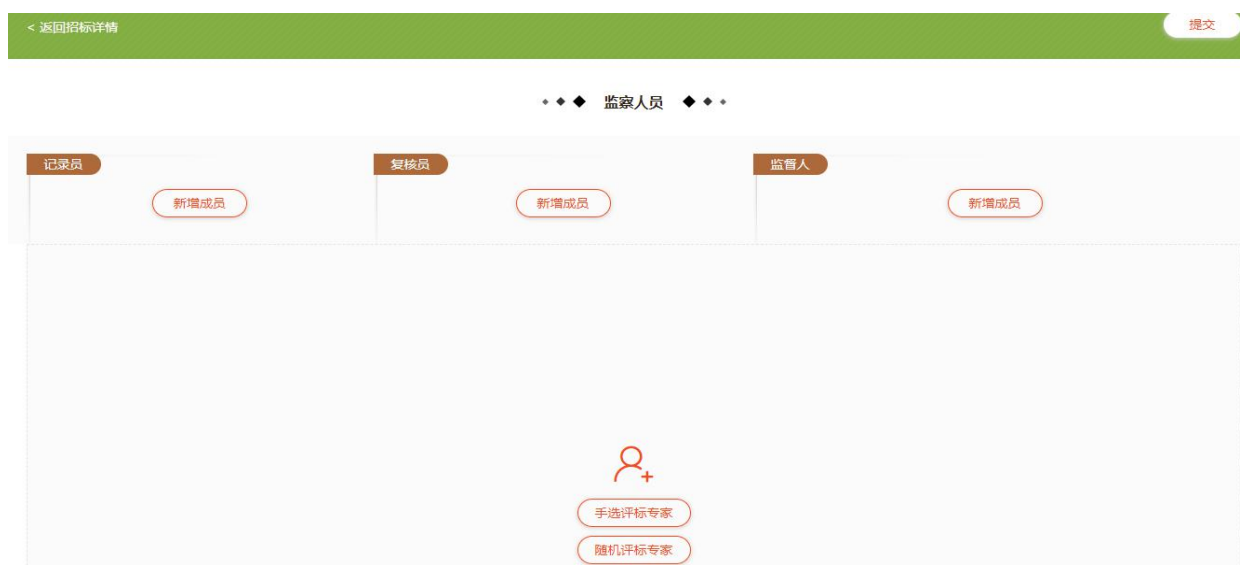 < 返回招标详情
提交
监察人员
记录员 复核员 监督人
新增成员 新增成员 新增成员
手选评标专家
随机评标专家